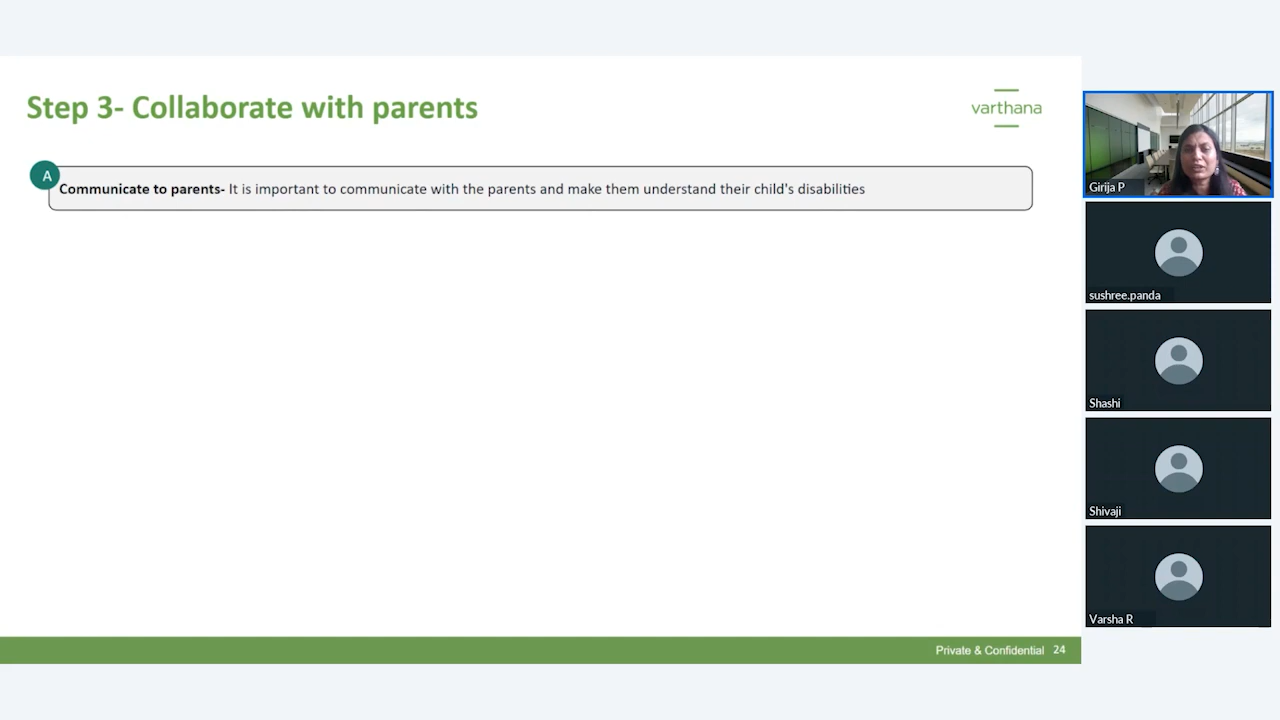 Step 3- Collaborate with parents
varthana
A
Communicate to parents- It is important to communicate with the parents and make them understand their child's disabilities
Private & Confidential 24
Girija P
sushree.panda
Shashi
Shivaji
Varsha R